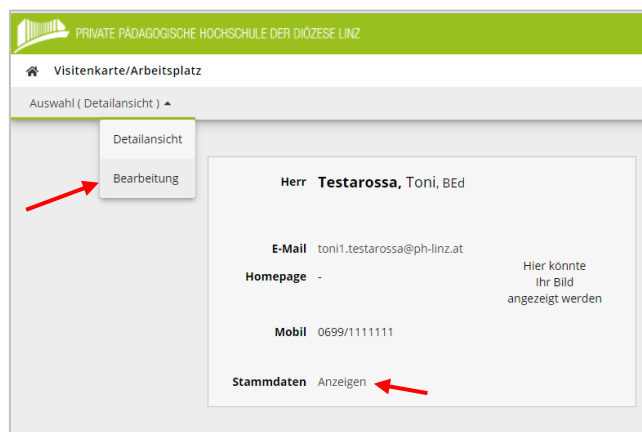 PRIVATE PÄDAGOGISCHE HOCHSCHULE DER DIÖZESE LINZ
Visitenkarte/Arbeitsplatz
Auswahl ( Detailansicht )
Detailansicht
Bearbeitung
Herr Testarossa, Toni, BEd
E-Mail toni1.testarossa@ph-linz.at
Homepage -
Hier könnte
Ihr Bild
angezeigt werden
Mobil 0699/1111111
Stammdaten Anzeigen